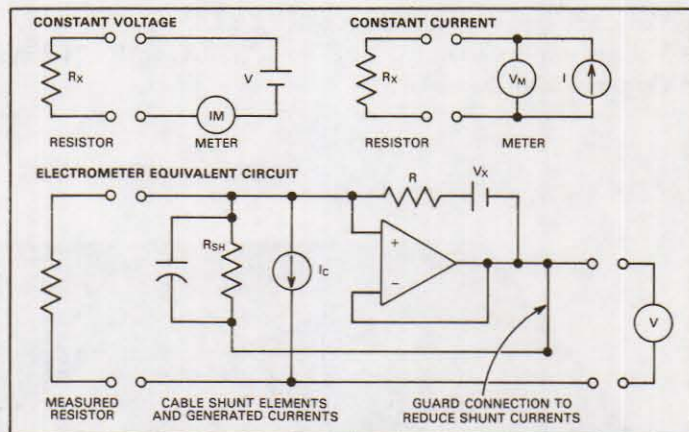 CONSTANT VOLTAGE
CONSTANT CURRENT
RX
V
IM
RX
VM
I
RESISTOR
METER
RESISTOR
METER
ELECTROMETER EQUIVALENT CIRCUIT
R
VX
RSH
IC
+
−
V
MEASURED
RESISTOR
CABLE SHUNT ELEMENTS
AND GENERATED CURRENTS
GUARD CONNECTION TO
REDUCE SHUNT CURRENTS